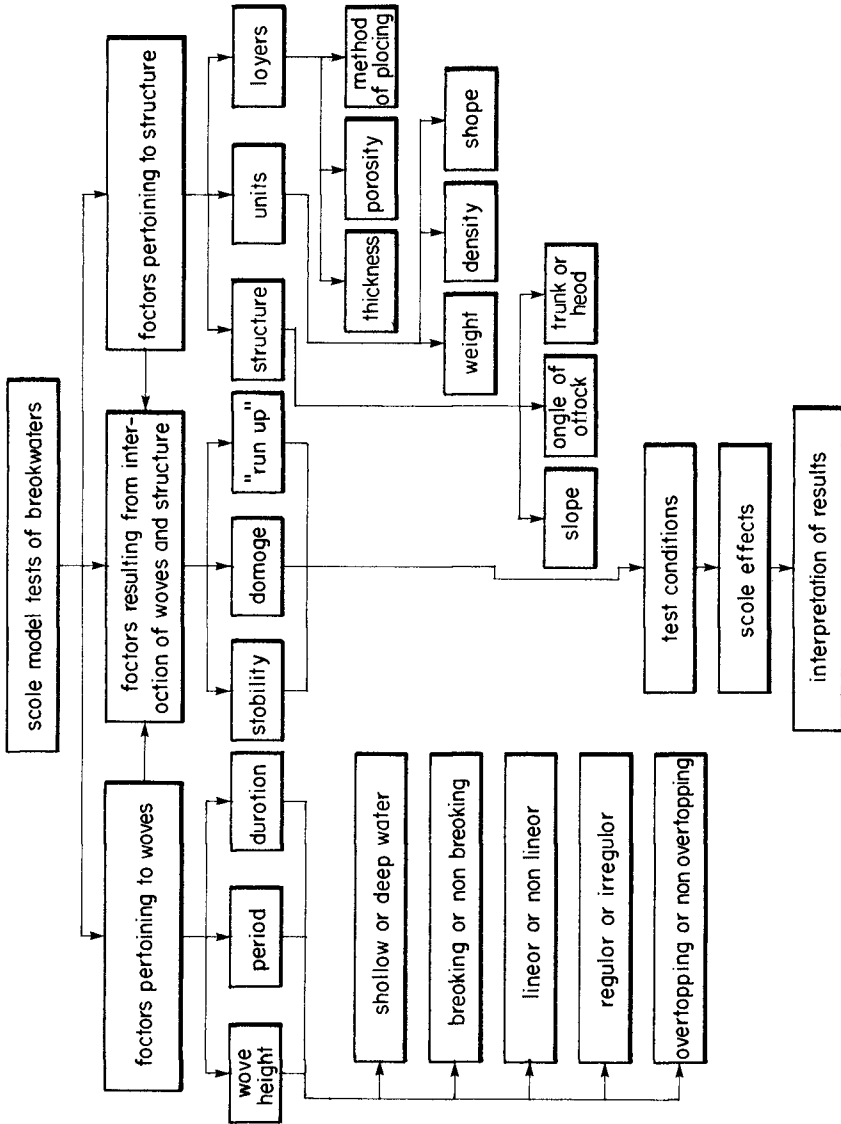 scale model tests of breakwaters
factors pertaining to waves
factors resulting from inter-
action of waves and structure
factors pertaining to structure
wave
height
period
duration
stability
damage
"run up"
structure
units
layers
shallow or deep water
breaking or non breaking
linear or non linear
regular or irregular
overtopping or non overtopping
thickness
porosity
method
of placing
weight
density
shape
slope
angle of
attack
trunk or
head
test conditions
scale effects
interpretation of results